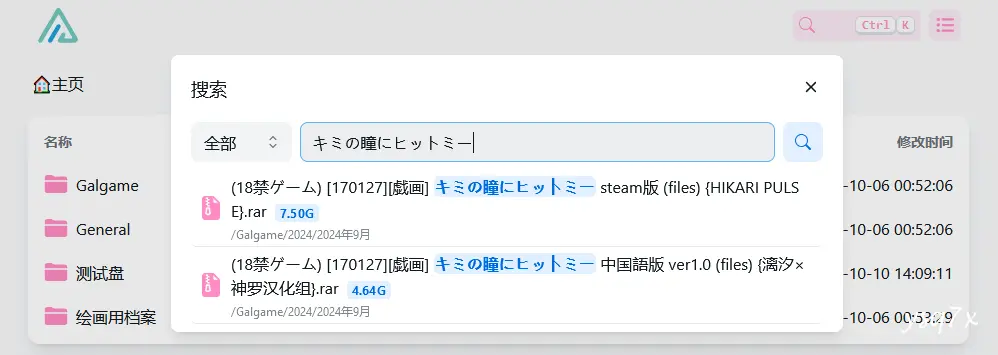 Ctrl K
🏠主页
搜索
全部
キミの瞳にヒットミー
名称
修改时间
(18禁ゲーム) [170127][戯画] キミの瞳にヒットミー steam版 (files) {HIKARI PULS
E}.rar 7.50G
/Galgame/2024/2024年9月
(18禁ゲーム) [170127][戯画] キミの瞳にヒットミー 中国語版 ver1.0 (files) {漓汐×
神罗汉化组}.rar 4.64G
/Galgame/2024/2024年9月
Galgame
-10-06 00:52:06
General
-10-06 00:52:06
测试盘
-10-10 14:09:11
绘画用档案
-10-06 00:53:49